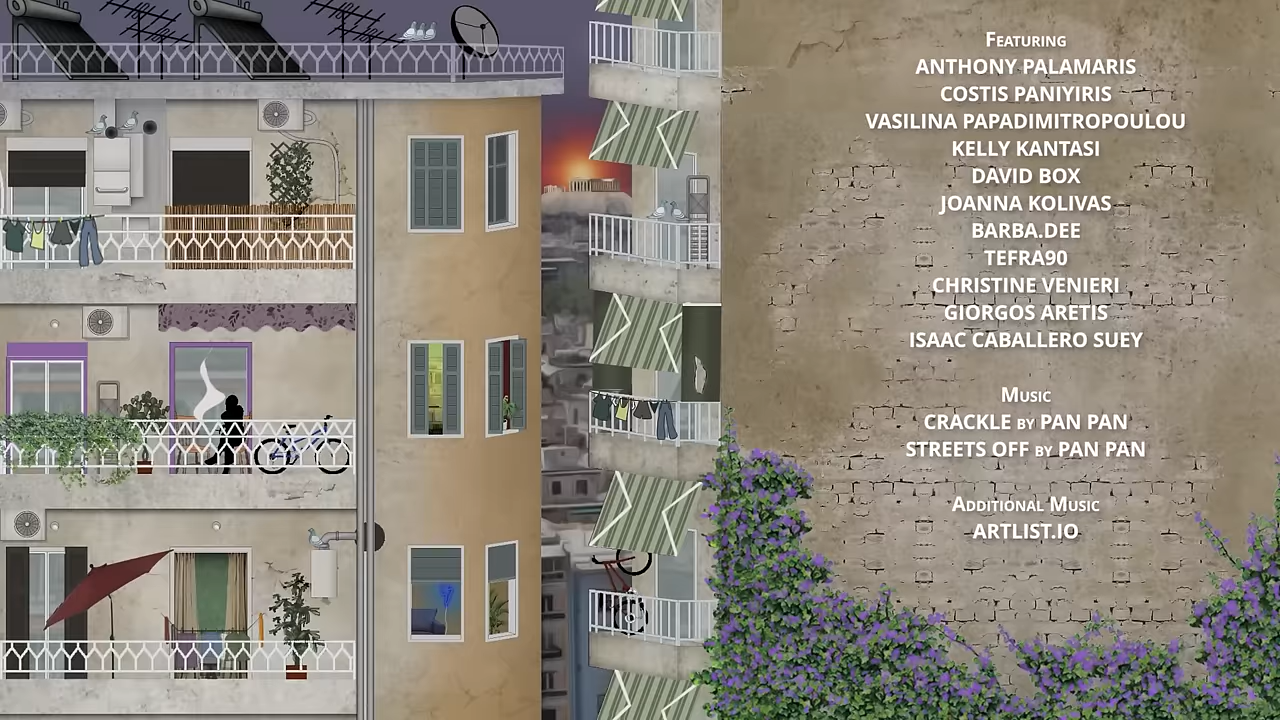 Featuring
ANTHONY PALAMARIS
COSTIS PANIYIRIS
VASILINA PAPADIMITROPOULOU
KELLY KANTASI
DAVID BOX
JOANNA KOLIVAS
BARBA.DEE
TEFRA90
CHRISTINE VENIERI
GIORGOS ARETIS
ISAAC CABALLERO SUEY
Music
CRACKLE BY PAN PAN
STREETS OFF BY PAN PAN
Additional Music
ARTLIST.IO